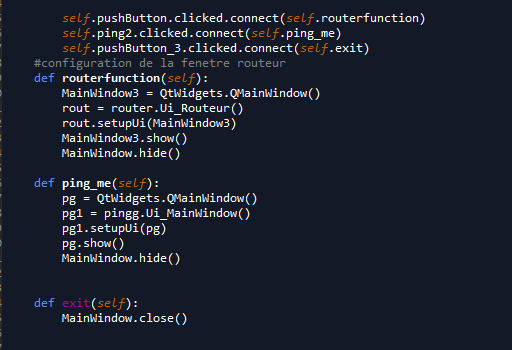 self.pushButton.clicked.connect(self.routerfunction)
self.ping2.clicked.connect(self.ping_me)
self.pushButton_3.clicked.connect(self.exit)
#configuration de la fenetre routeur
def routerfunction(self):
MainWindow3 = QtWidgets.QMainWindow()
rout = router.Ui_Routeur()
rout.setupUi(MainWindow3)
MainWindow3.show()
MainWindow.hide()
def ping_me(self):
pg = QtWidgets.QMainWindow()
pg1 = pingg.Ui_MainWindow()
pg1.setupUi(pg)
pg.show()
MainWindow.hide()
def exit(self):
MainWindow.close()